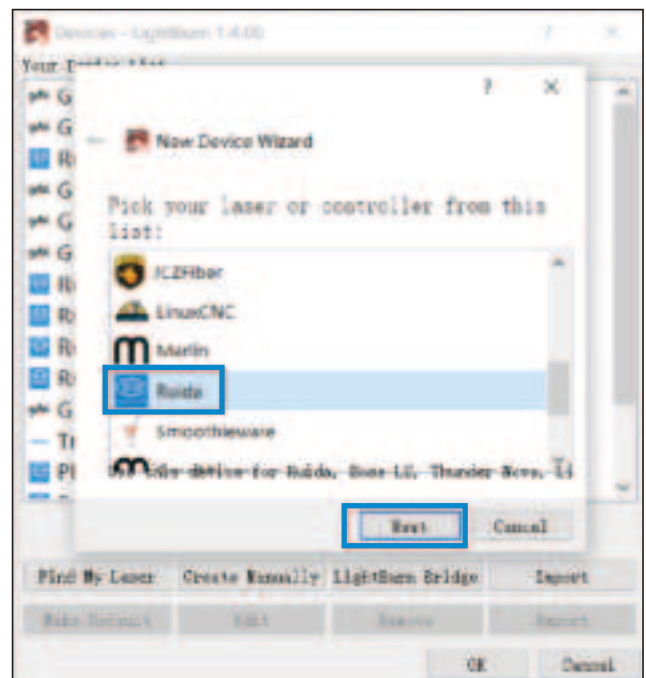 Devices - LightBurn 1.4.00
? ×
Your Device List
? ×
G
New Device Wizard
G
R
Pick your laser or controller from this
G
list:
G
G
JCZFiber
R
LinuxCNC
R
Marlin
R
Ruida
R
G
Smoothieware
Tr
Pl
device for Ruida, Boss LS, Thunder Nova, Li
Next Cancel
Find My Laser Create Manually LightBurn Bridge Import
Make Default Edit Remove Export
OK Cancel